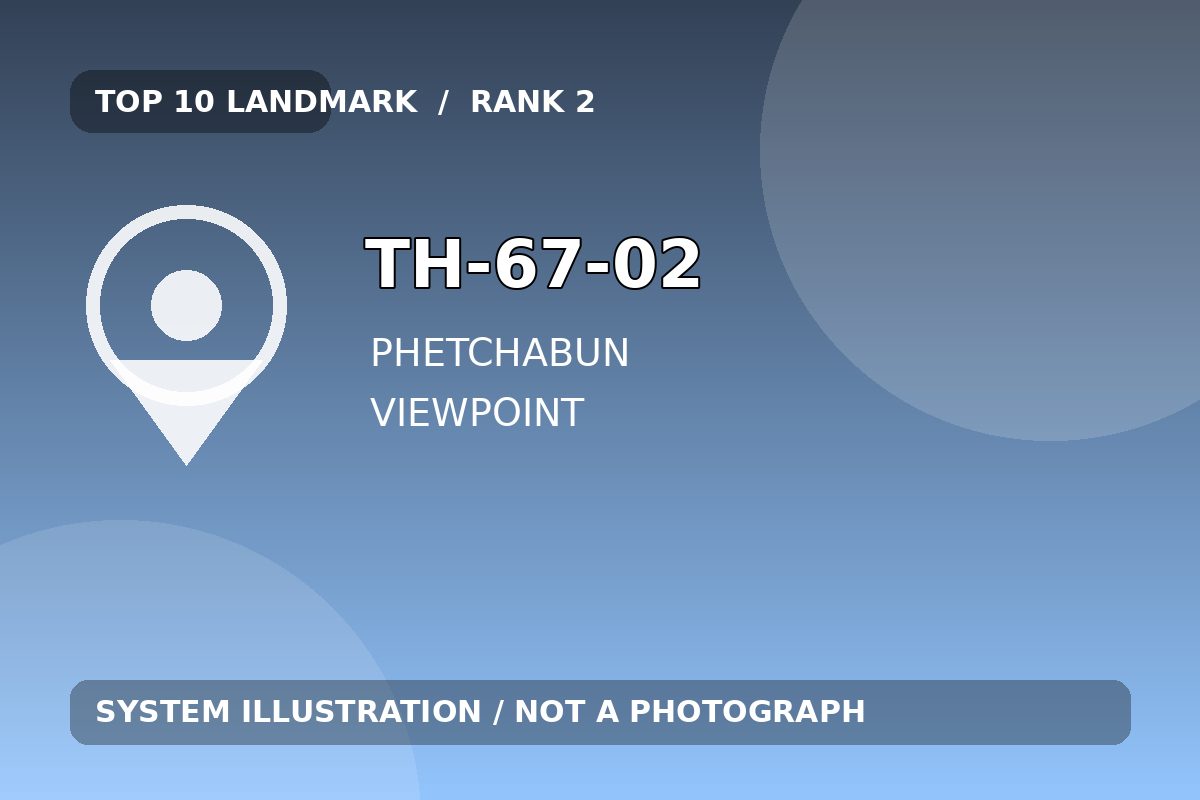 TOP 10 LANDMARK / RANK 2
TH-67-02
PHETCHABUN
VIEWPOINT
SYSTEM ILLUSTRATION / NOT A PHOTOGRAPH